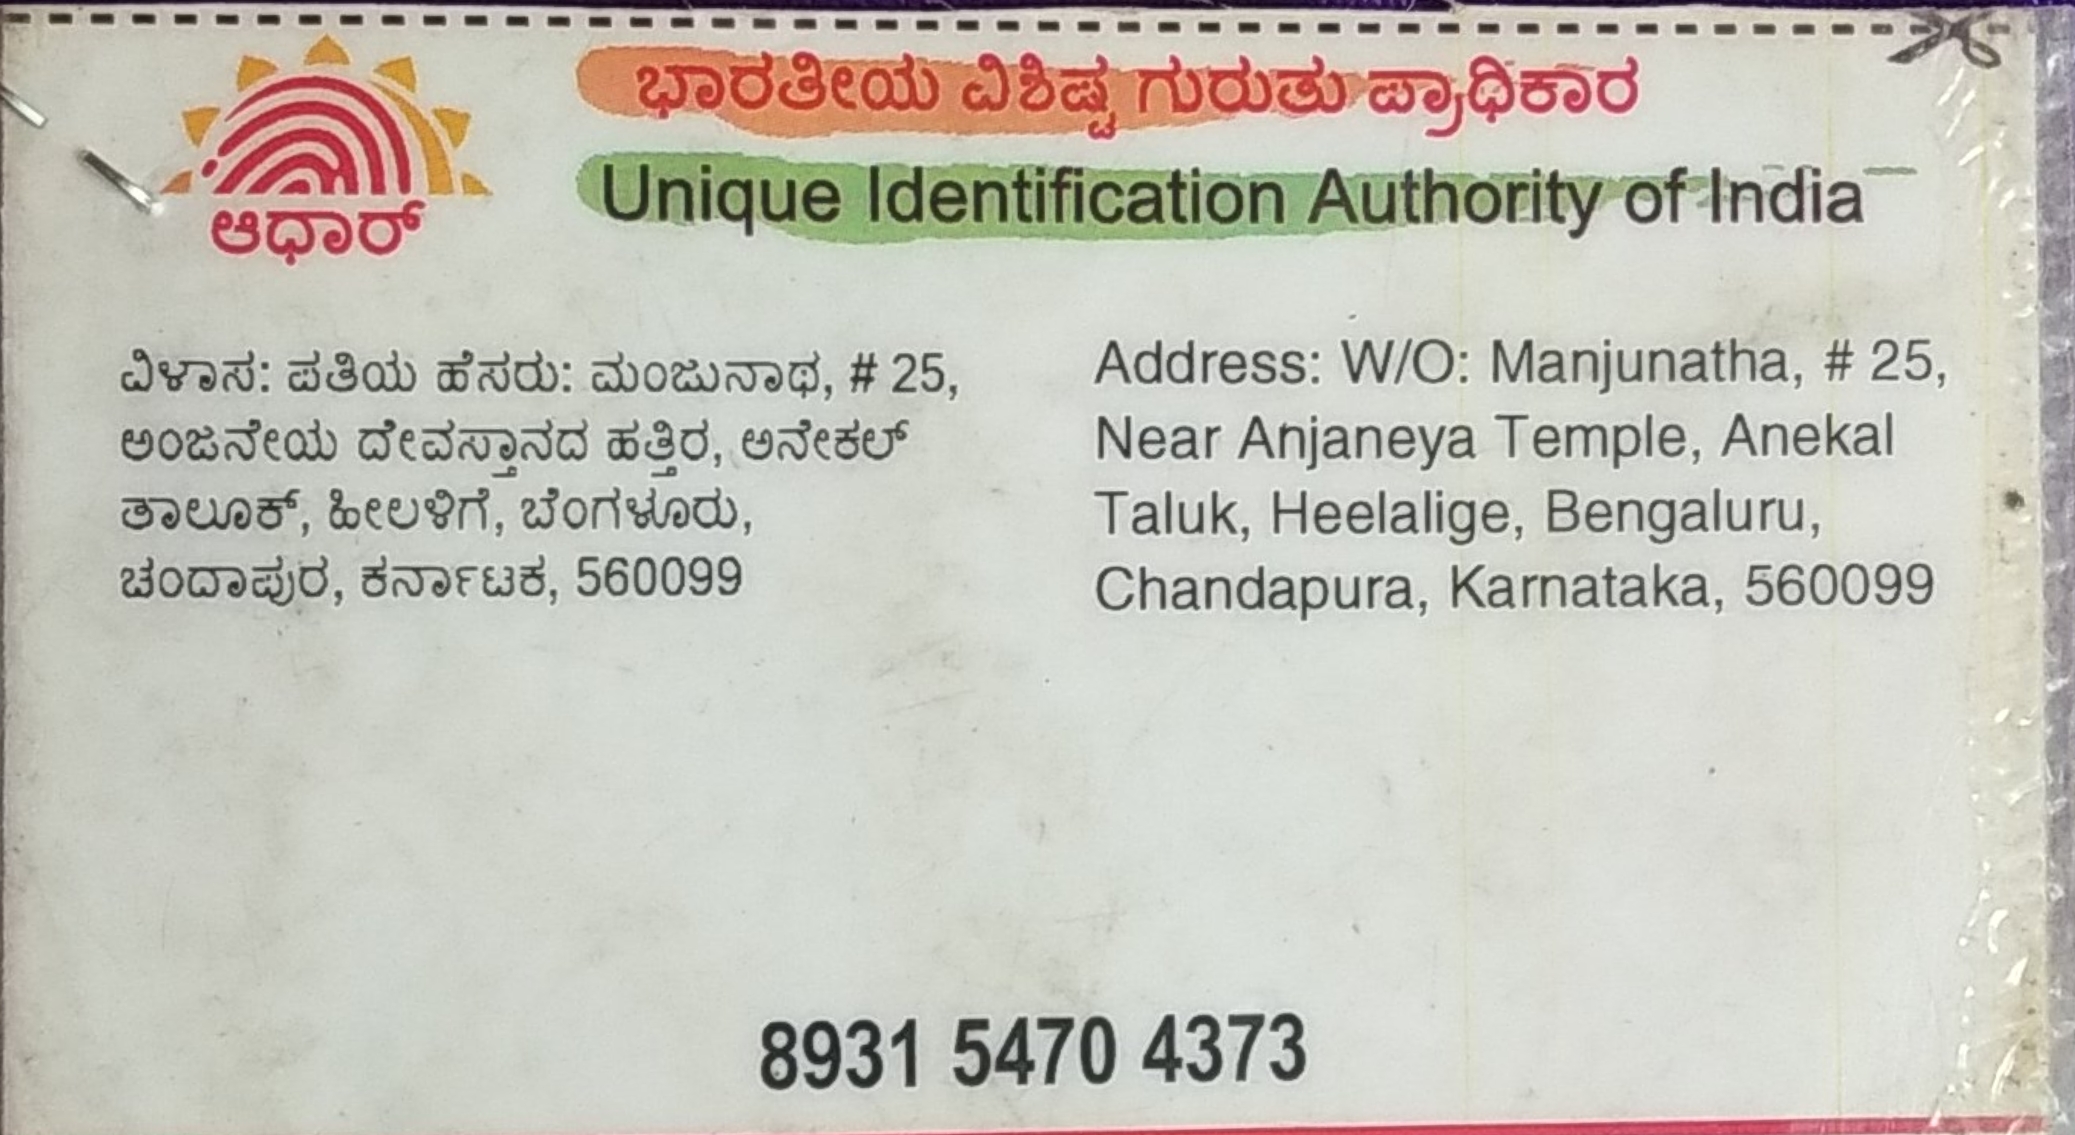 ಭಾರತೀಯ ವಿಶಿಷ್ಟ ಗುರುತು ಪ್ರಾಧಿಕಾರ
Unique Identification Authority of India
ಆಧಾರ್
ವಿಳಾಸ: ಪತಿಯ ಹೆಸರು: ಮಂಜುನಾಥ, # 25,
ಅಂಜನೇಯ ದೇವಸ್ತಾನದ ಹತ್ತಿರ, ಅನೇಕಲ್
ತಾಲೂಕ್, ಹೀಲಳಿಗೆ, ಬೆಂಗಳೂರು,
ಚಂದಾಪುರ, ಕರ್ನಾಟಕ, 560099
Address: W/O: Manjunatha, # 25,
Near Anjaneya Temple, Anekal
Taluk, Heelalige, Bengaluru,
Chandapura, Karnataka, 560099
8931 5470 4373